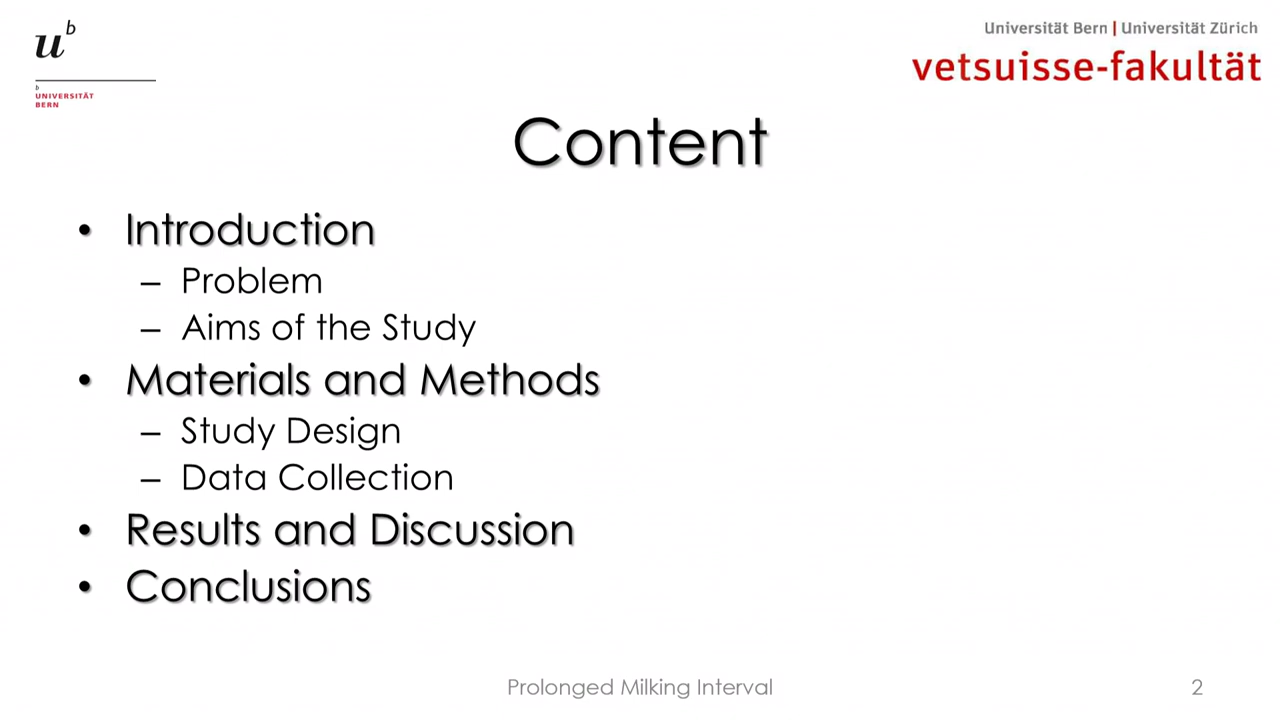 u^b
b
UNIVERSITÄT
BERN
Universität Bern | Universität Zürich
vetsuisse-fakultät
Content
• Introduction
– Problem
– Aims of the Study
• Materials and Methods
– Study Design
– Data Collection
• Results and Discussion
• Conclusions
Prolonged Milking Interval
2